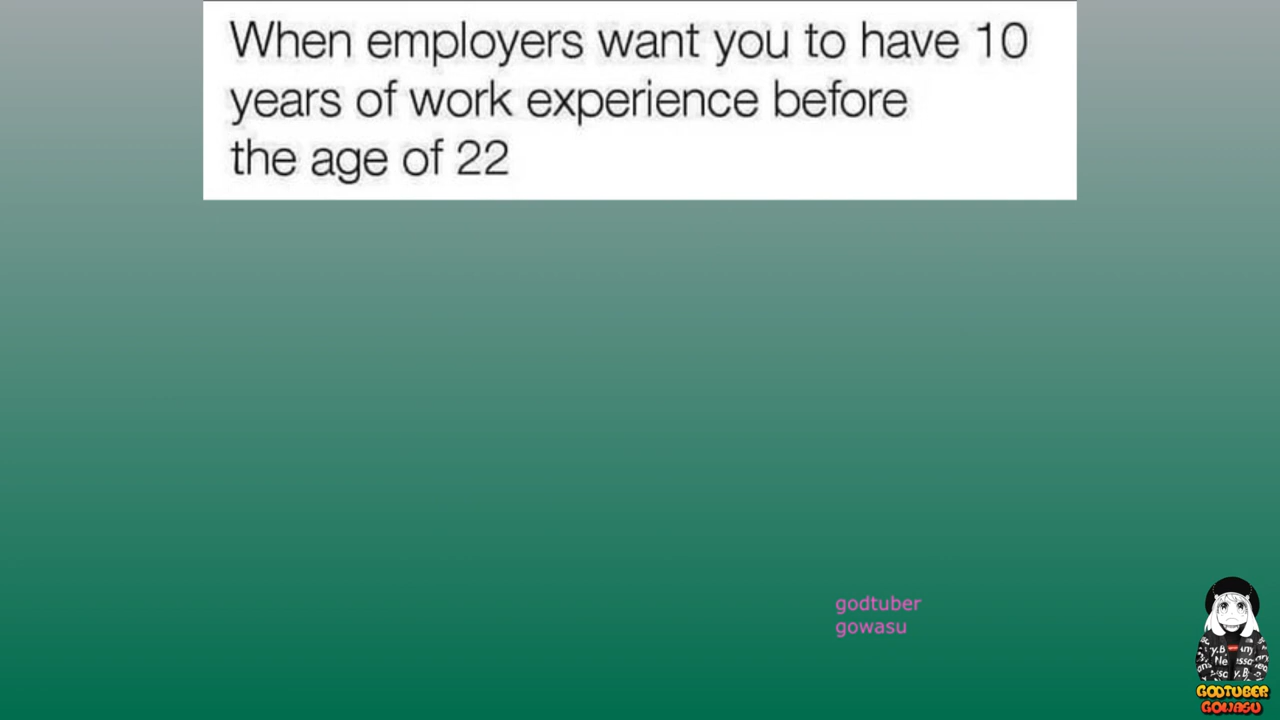 When employers want you to have 10
years of work experience before
the age of 22
godtuber
gowasu
GODTUBER
GOWASU